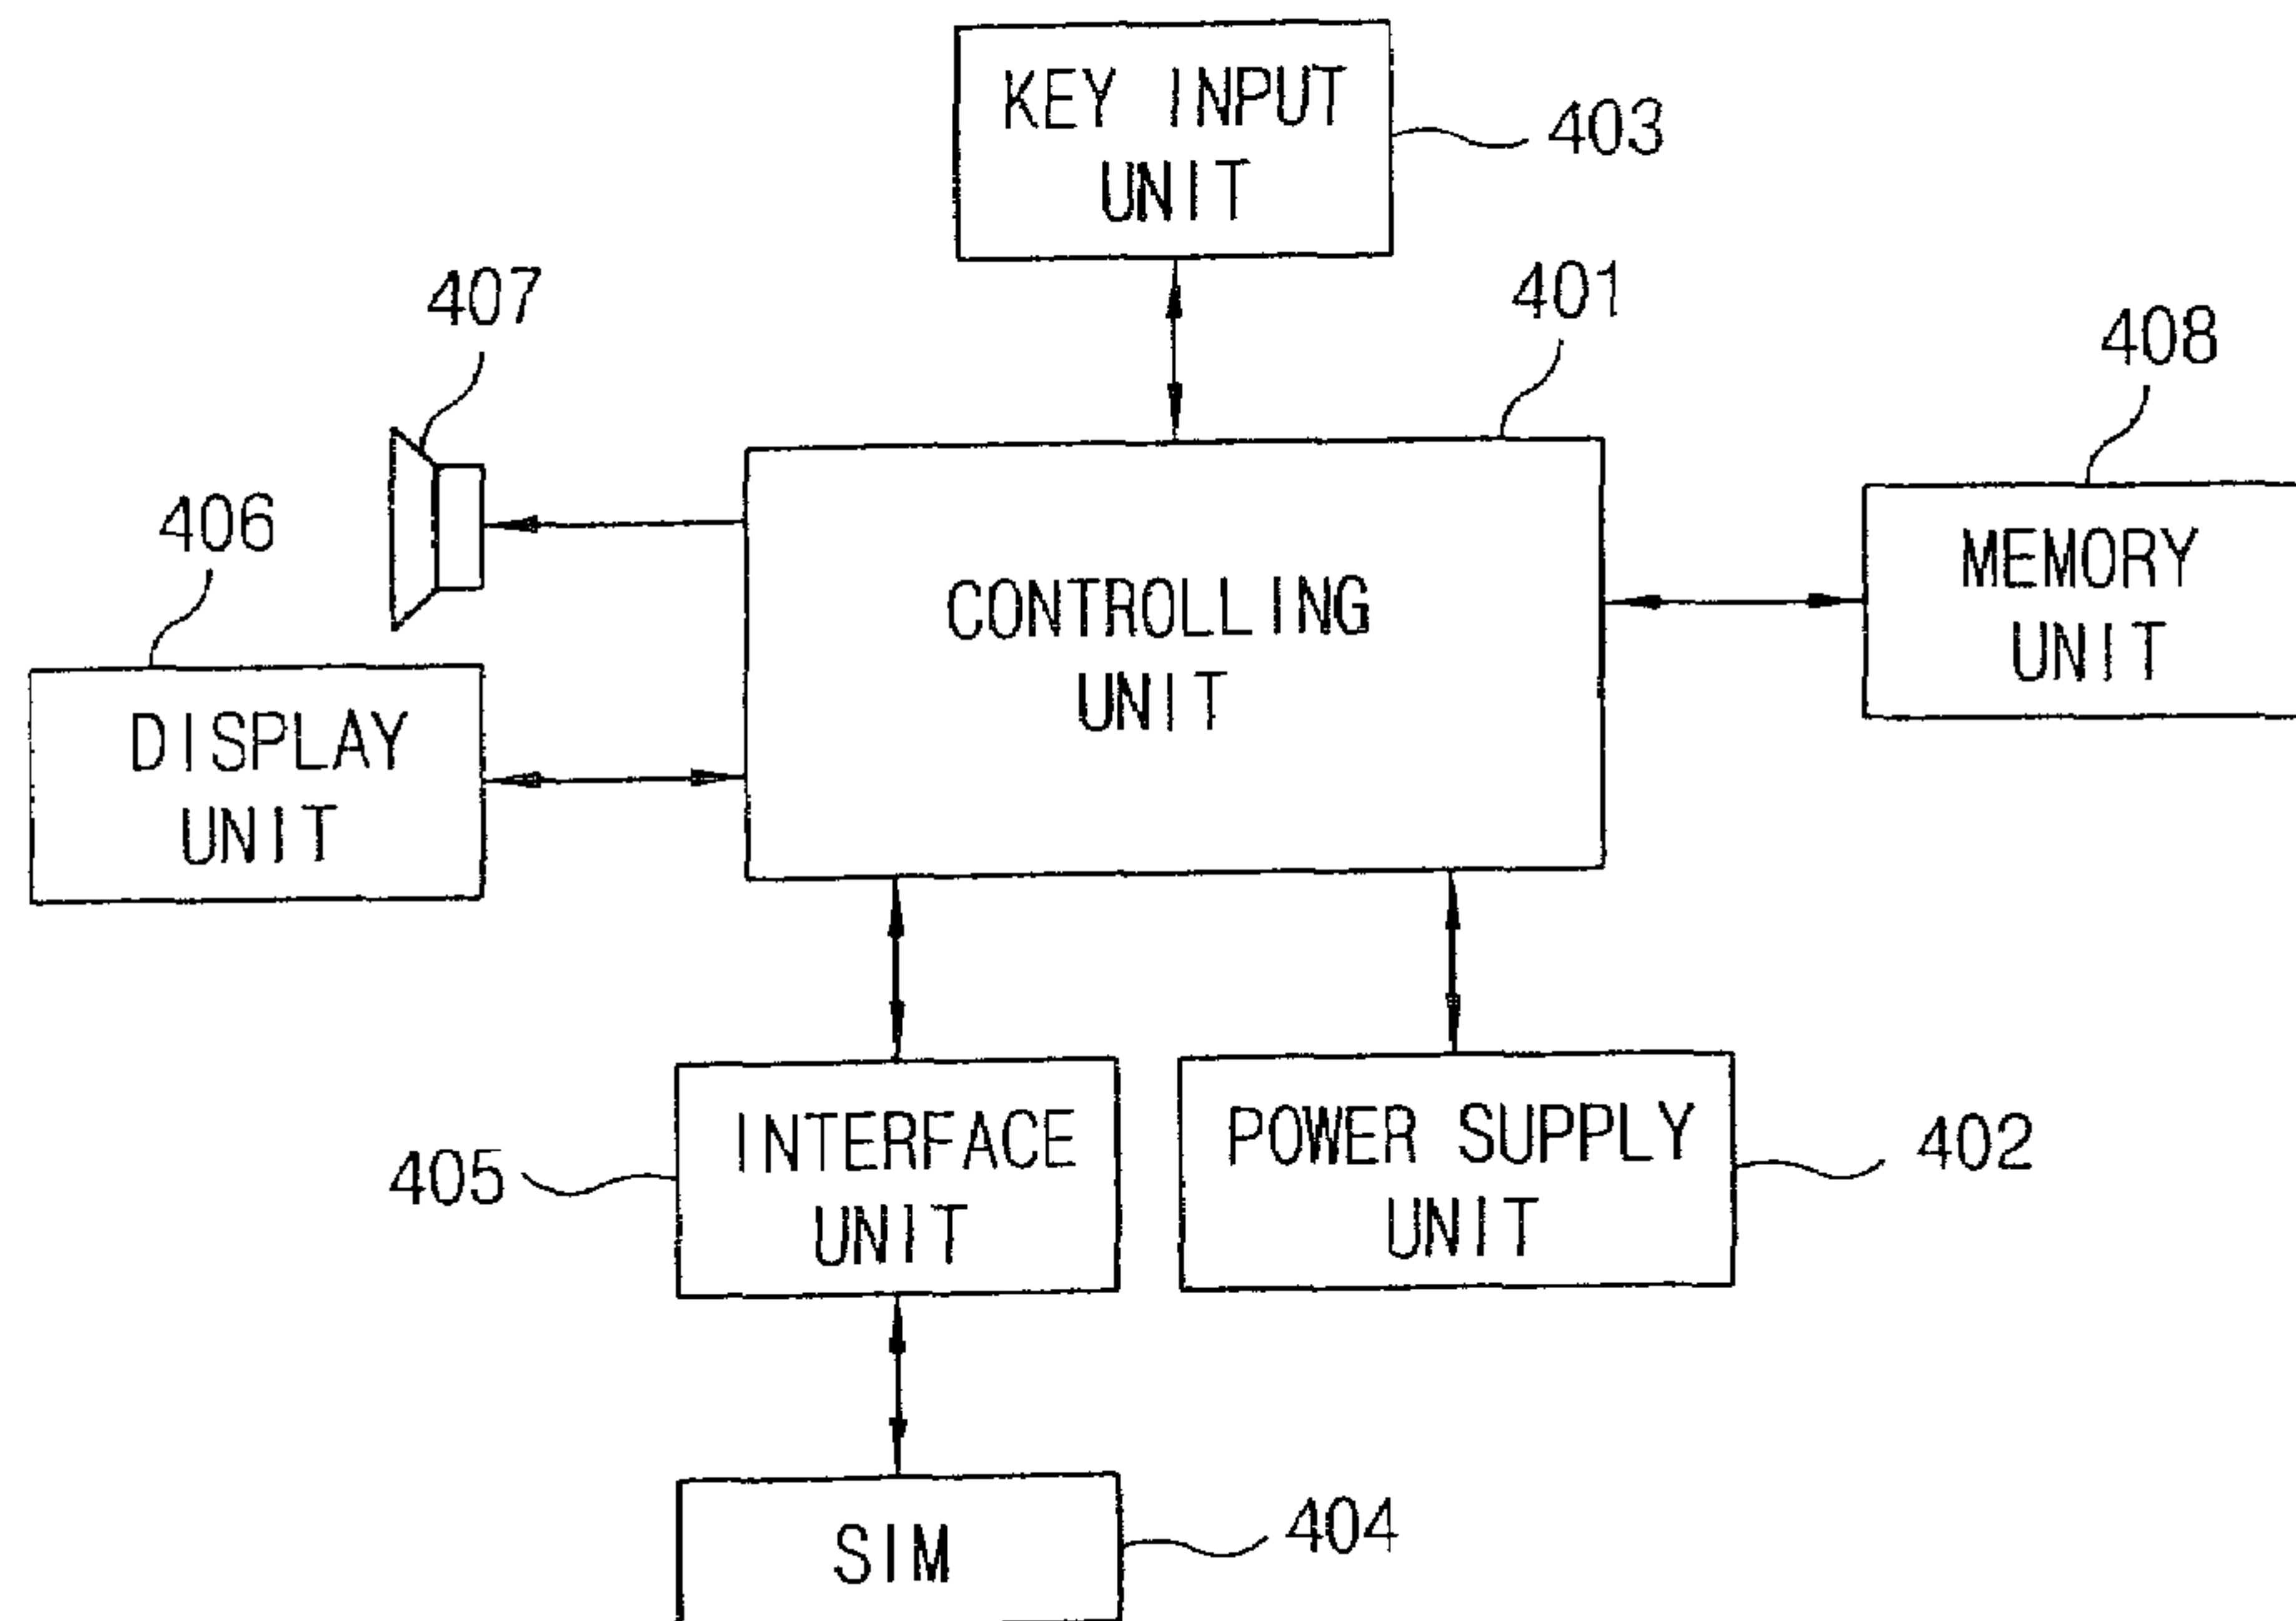 KEY INPUT
UNIT
403
407
401
408
406
CONTROLLING
UNIT
MEMORY
UNIT
DISPLAY
UNIT
405
INTERFACE
UNIT
POWER SUPPLY
UNIT
402
SIM
404